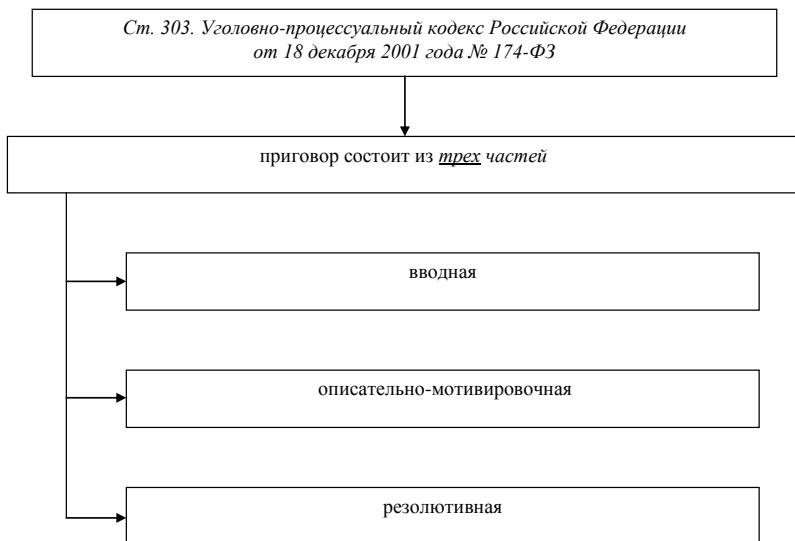 Ст. 303. Уголовно-процессуальный кодекс Российской Федерации
от 18 декабря 2001 года № 174-ФЗ
приговор состоит из трех частей
вводная
описательно-мотивировочная
резолютивная